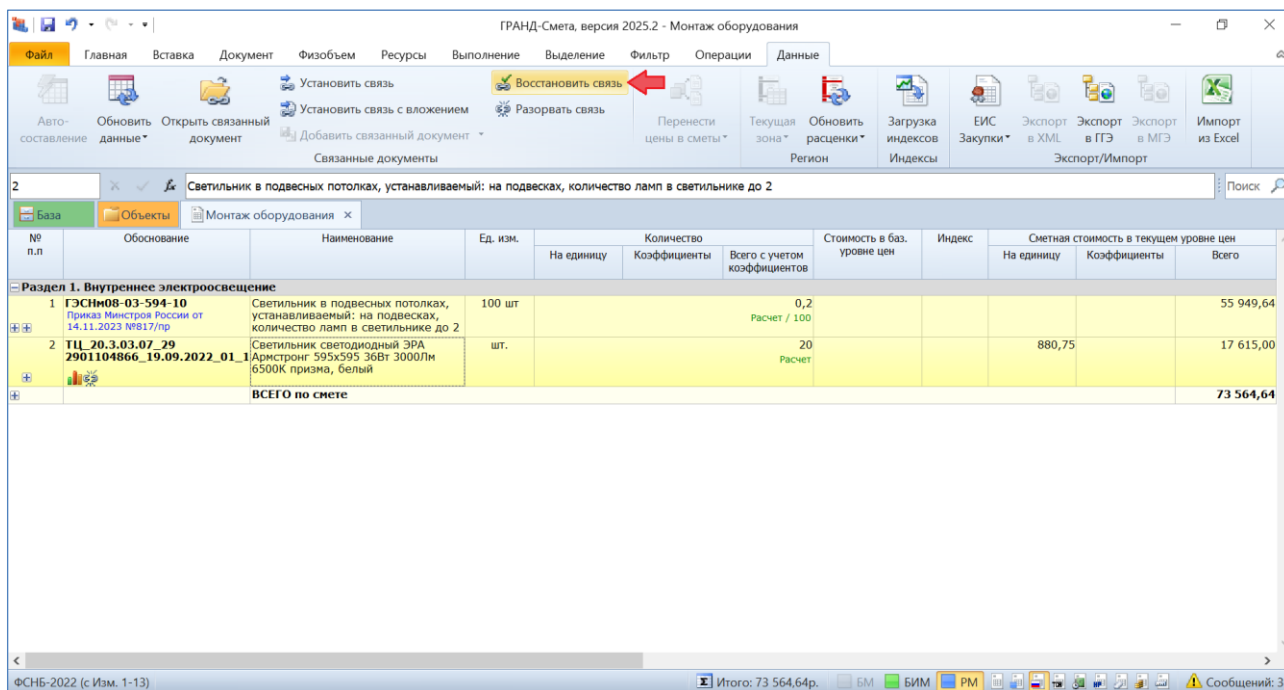 ГРАНД-Смета, версия 2025.2 - Монтаж оборудования
Файл Главная Вставка Документ Физобъем Ресурсы Выполнение Выделение Фильтр Операции Данные
Авто-составление
Обновить данные
Открыть связанный документ
Установить связь
Установить связь с вложением
Добавить связанный документ
Восстановить связь
Разорвать связь
Перенести цены в сметы
Текущая зона
Обновить расценки
Загрузка индексов
ЕИС Закупки
Экспорт в XML
Экспорт в ГГЭ
Экспорт в МГЭ
Импорт из Excel
Связанные документы Регион Индексы Экспорт/Импорт
2 fx Светильник в подвесных потолках, устанавливаемый: на подвесках, количество ламп в светильнике до 2 Поиск
База Объекты Монтаж оборудования
№ п.п Обоснование Наименование Ед. изм. Количество Стоимость в баз. уровне цен Индекс Сметная стоимость в текущем уровне цен
На единицу Коэффициенты Всего с учетом коэффициентов На единицу Коэффициенты Всего
Раздел 1. Внутреннее электроосвещение
1 ГЭСНм08-03-594-10 Светильник в подвесных потолках, 100 шт 0,2 55 949,64
Приказ Минстроя России от устанавливаемый: на подвесках, Расчет / 100
14.11.2023 №817/пр количество ламп в светильнике до 2
2 ТЦ_20.3.03.07_29 Светильник светодиодный ЭРА шт. 20 880,75 17 615,00
2901104866_19.09.2022_01_1 Армстронг 595х595 36Вт 3000Лм Расчет
6500К призма, белый
ВСЕГО по смете 73 564,64
ФСНБ-2022 (с Изм. 1-13) Итого: 73 564,64р. БМ БИМ РМ Сообщений: 3